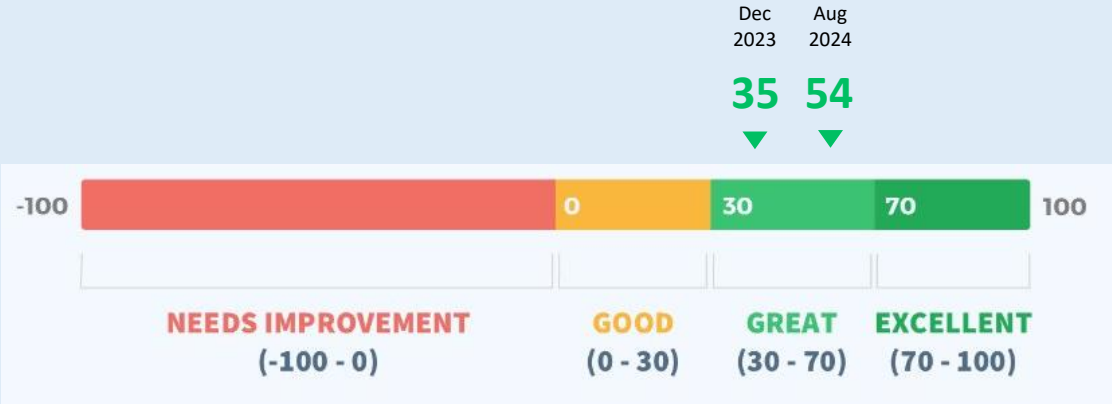 Dec Aug
2023 2024
35 54
-100 0 30 70 100
NEEDS IMPROVEMENT GOOD GREAT EXCELLENT
(-100 - 0) (0 - 30) (30 - 70) (70 - 100)